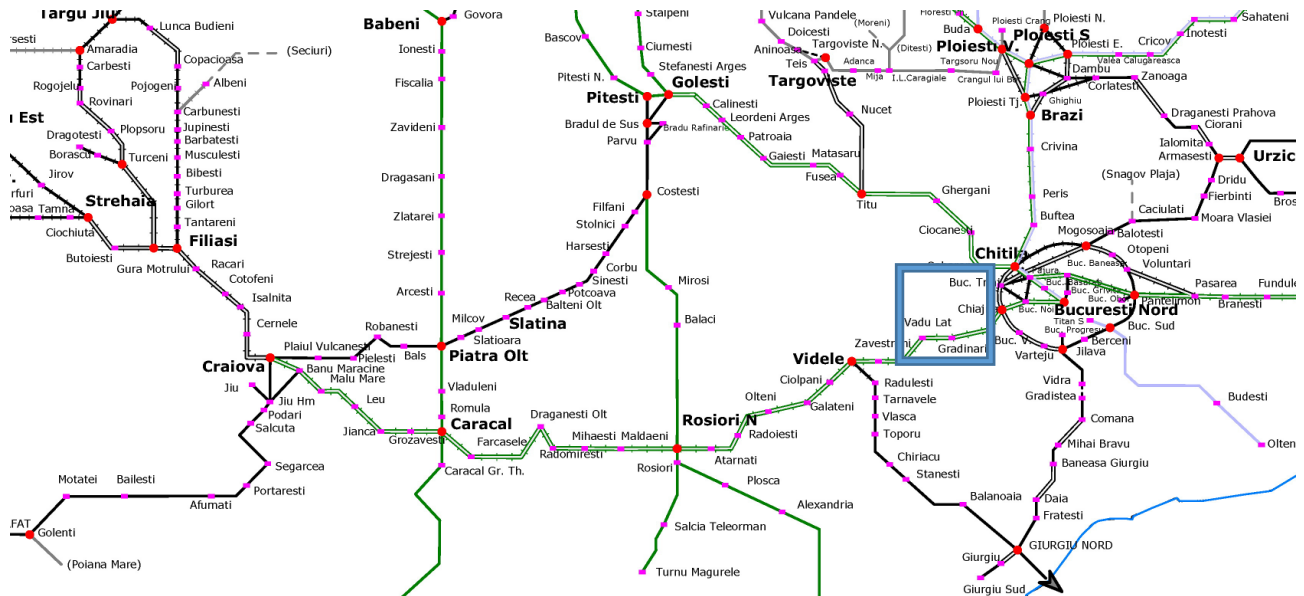 Targu Jiu
Lunca Budieni
Amaradia
Carbesti
Copacioasa
(Seciuri)
Rogojelu
Pojogeni
Albeni
Rovinari
Carbunesti
Plopsoru
Jupinesti
Dragotesti
Barbatesti
Borascu
Turceni
Musculesti
Jirov
Bibesti
Turburea
Strehaia
Gilort
Tamna
Tantareni
Ciochiuta
Filiasi
Butoiesti
Gura Motrului
Racari
Cotofeni
Isalnita
Cernele
Craiova
Plaiul Vulcanesti
Robanesti
Pielesti
Bals
Banu Maracine
Malu Mare
Jiu
Jiu Hm
Leu
Podari
Salcuta
Jianca
Grozavesti
Segarcea
Portaresti
Motatei
Bailesti
Afumati
Golenti
(Poiana Mare)
Babeni
Govora
Ionesti
Fiscalia
Zavideni
Dragasani
Zlatarei
Strejesti
Arcesti
Piatra Olt
Vladuleni
Romula
Caracal
Caracal Gr. Th.
Farcasele
Draganesti Olt
Radomiresti
Mihaesti
Maldaeni
Milcov
Slatioara
Slatina
Recea
Balteni Olt
Potcoava
Sinesti
Corbu
Harsesti
Stolnici
Filfani
Costesti
Stalpeni
Bascov
Ciumesti
Stefanesti Arges
Pitesti N.
Golesti
Pitesti
Bradul de Sus
Bradu Rafinarie
Parvu
Calinesti
Leordeni Arges
Patroaia
Gaiesti
Matasaru
Fusea
Titu
Nucet
Ghergani
Ciocanesti
Mirosi
Balaci
Rosiori N
Rosiori
Atarnati
Radoiesti
Olteni
Galateni
Ciolpani
Videle
Zavestreni
Vadu Lat
Gradinari
Plosca
Alexandria
Salcia Teleorman
Turnu Magurele
Radulesti
Tarnavele
Vlasca
Toporu
Chiriacu
Stanesti
Balanoaia
Giurgiu
Giurgiu Sud
GIURGIU NORD
Fratesti
Daia
Baneasa Giurgiu
Mihai Bravu
Comana
Gradistea
Vidra
Varteju
Jilava
Berceni
Buc. Sud
Budesti
Vulcana Pandele
(Moreni)
Doicesti
Targoviste N.
Aninoasa
Teis
(Ditesti)
Adanca
Mija
I.L.Caragiale
Targsoru Nou
Targoviste
Buda
Ploiesti Crang
Ploiesti N.
Ploiesti V.
Ploiesti S
Ploiesti E.
Cricov
Inotesti
Sahateni
Valea Calugareasca
Dambu
Corlatesti
Zanoaga
Ploiesti Tj.
Ghighiu
Brazi
Draganesti Prahova
Ciorani
Ialomita
Armasesti
Crivina
(Snagov Plaja)
Dridu
Fierbinti
Peris
Buftea
Caciulati
Moara Vlasiei
Mogosoaia
Balotesti
Otopeni
Voluntari
Chitila
Buc. Baneasa
Pajura
Buc. Grivita
Pantelimon
Pasarea
Branesti
Bucuresti Nord
Titan S